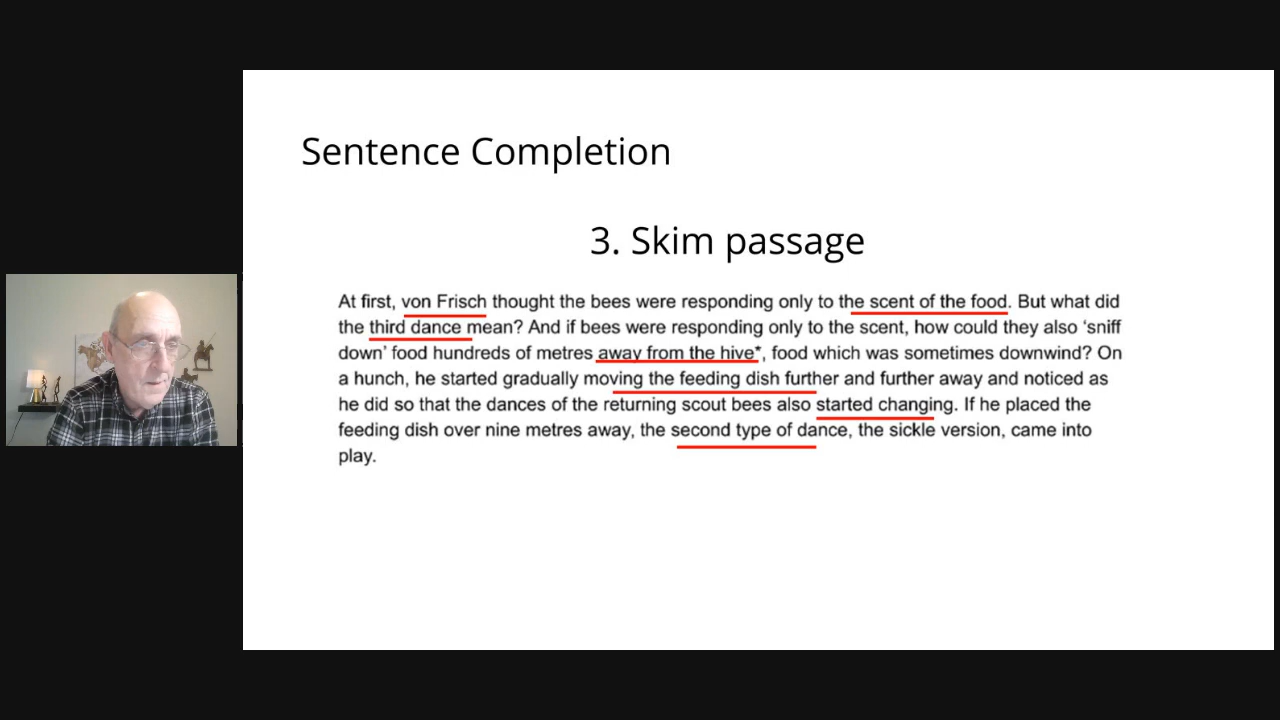 Sentence Completion
3. Skim passage
At first, von Frisch thought the bees were responding only to the scent of the food. But what did
the third dance mean? And if bees were responding only to the scent, how could they also ‘sniff
down’ food hundreds of metres away from the hive*, food which was sometimes downwind? On
a hunch, he started gradually moving the feeding dish further and further away and noticed as
he did so that the dances of the returning scout bees also started changing. If he placed the
feeding dish over nine metres away, the second type of dance, the sickle version, came into
play.